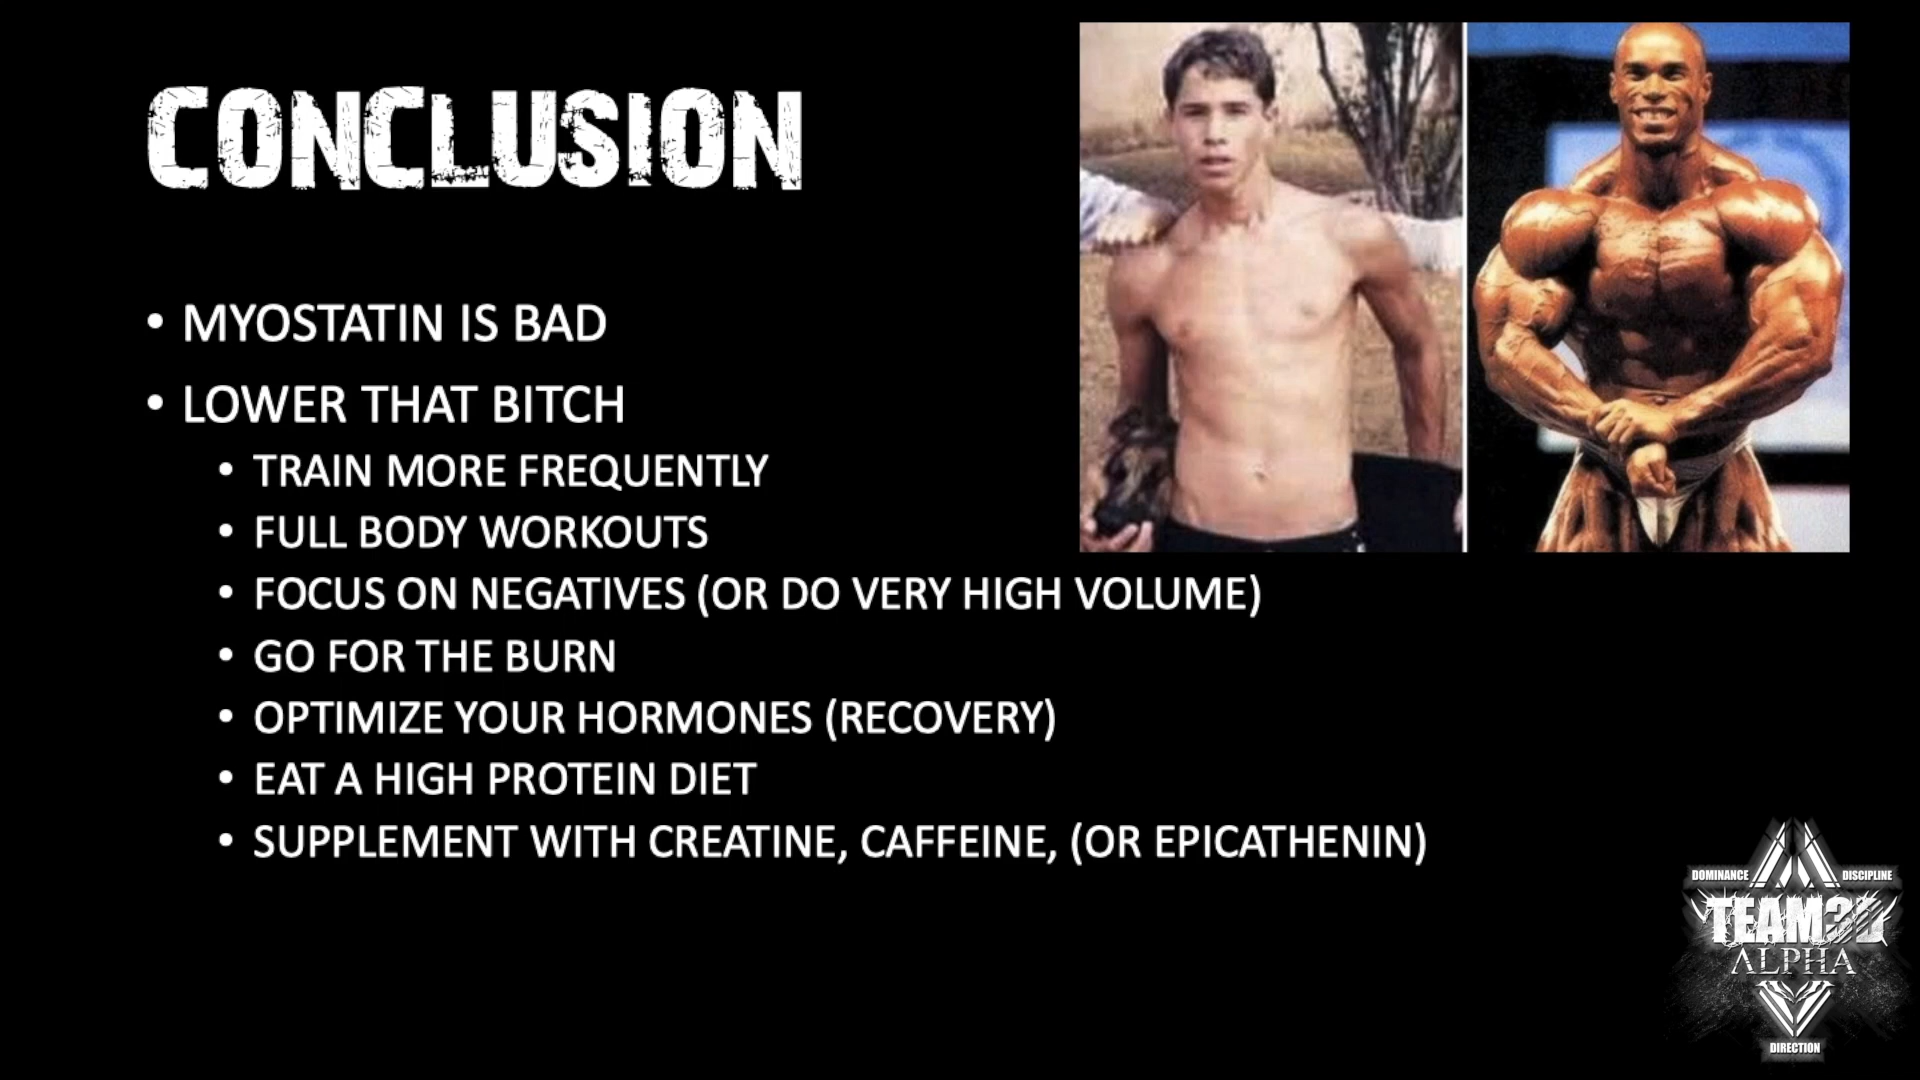 CONCLUSION
• MYOSTATIN IS BAD
• LOWER THAT BITCH
• TRAIN MORE FREQUENTLY
• FULL BODY WORKOUTS
• FOCUS ON NEGATIVES (OR DO VERY HIGH VOLUME)
• GO FOR THE BURN
• OPTIMIZE YOUR HORMONES (RECOVERY)
• EAT A HIGH PROTEIN DIET
• SUPPLEMENT WITH CREATINE, CAFFEINE, (OR EPICATHENIN)
DOMINANCE DISCIPLINE
TEAM3D
ALPHA
DIRECTION